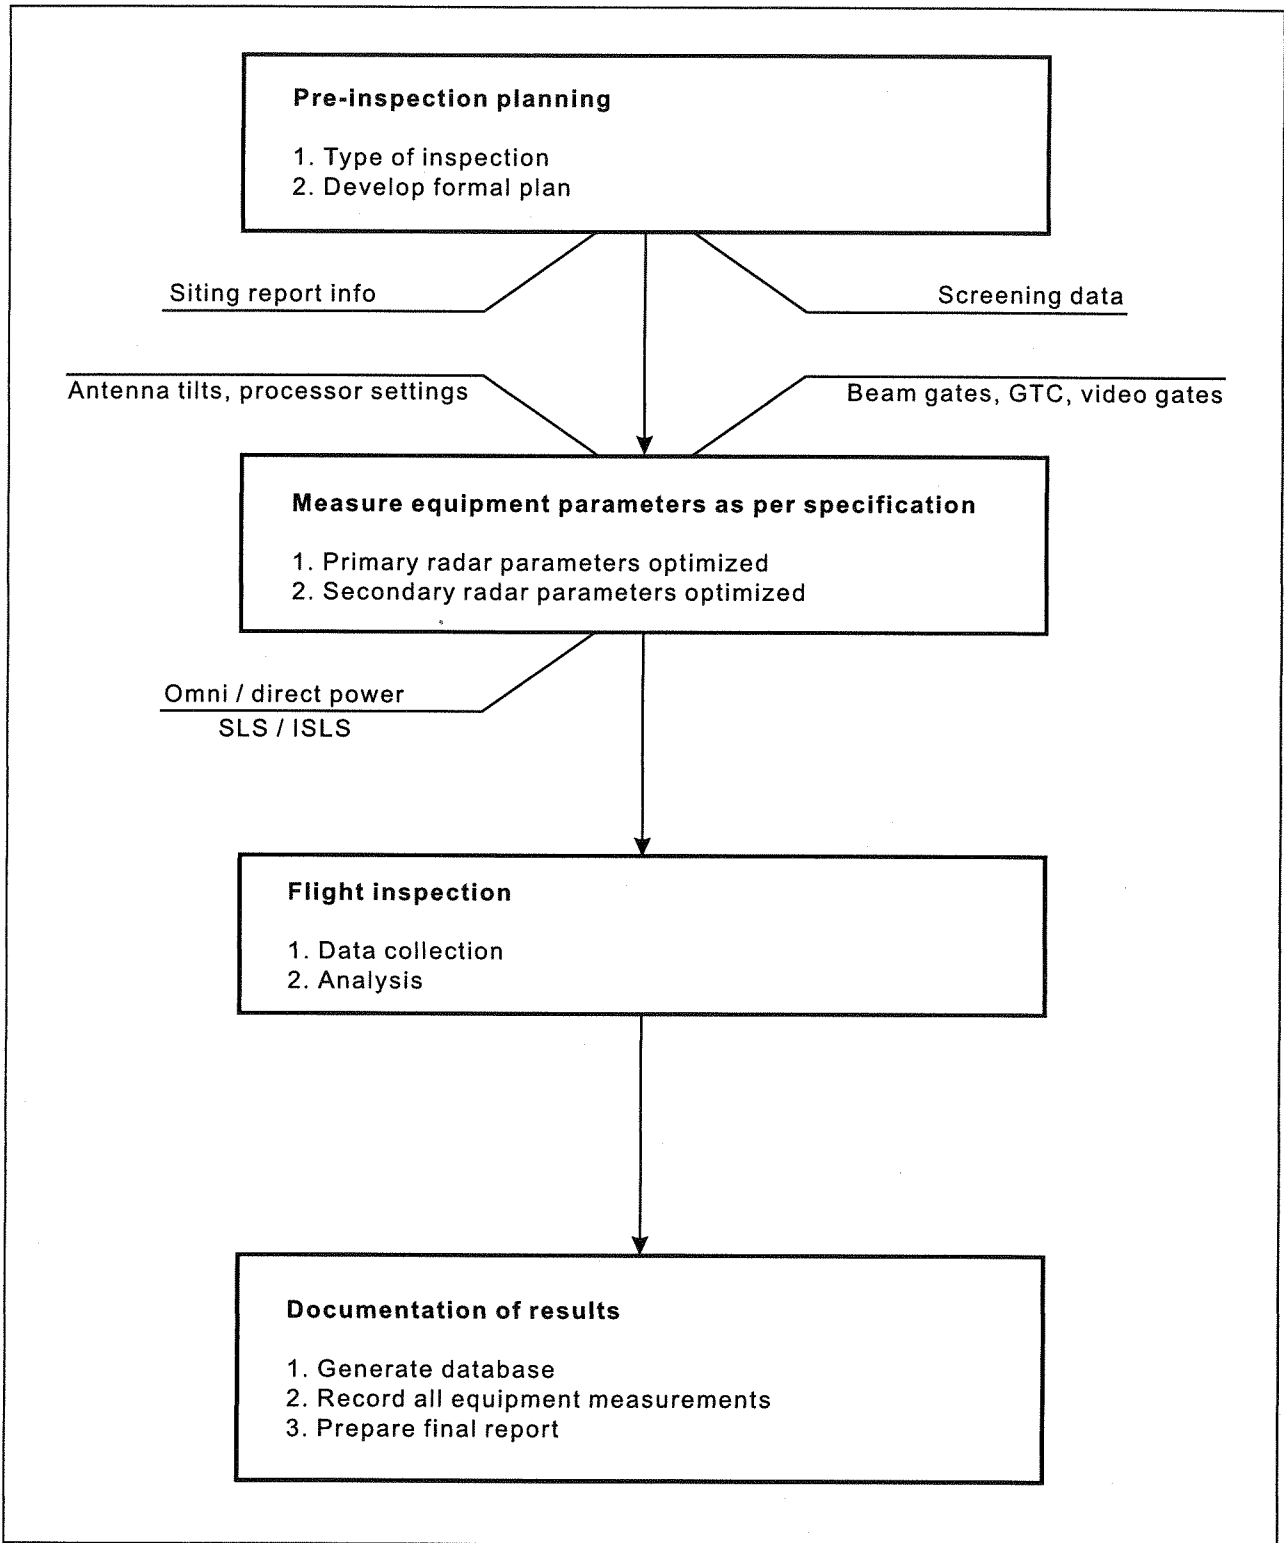 Pre-inspection planning
1. Type of inspection
2. Develop formal plan
Siting report info
Screening data
Antenna tilts, processor settings
Beam gates, GTC, video gates
Measure equipment parameters as per specification
1. Primary radar parameters optimized
2. Secondary radar parameters optimized
Omni / direct power
SLS / ISLS
Flight inspection
1. Data collection
2. Analysis
Documentation of results
1. Generate database
2. Record all equipment measurements
3. Prepare final report